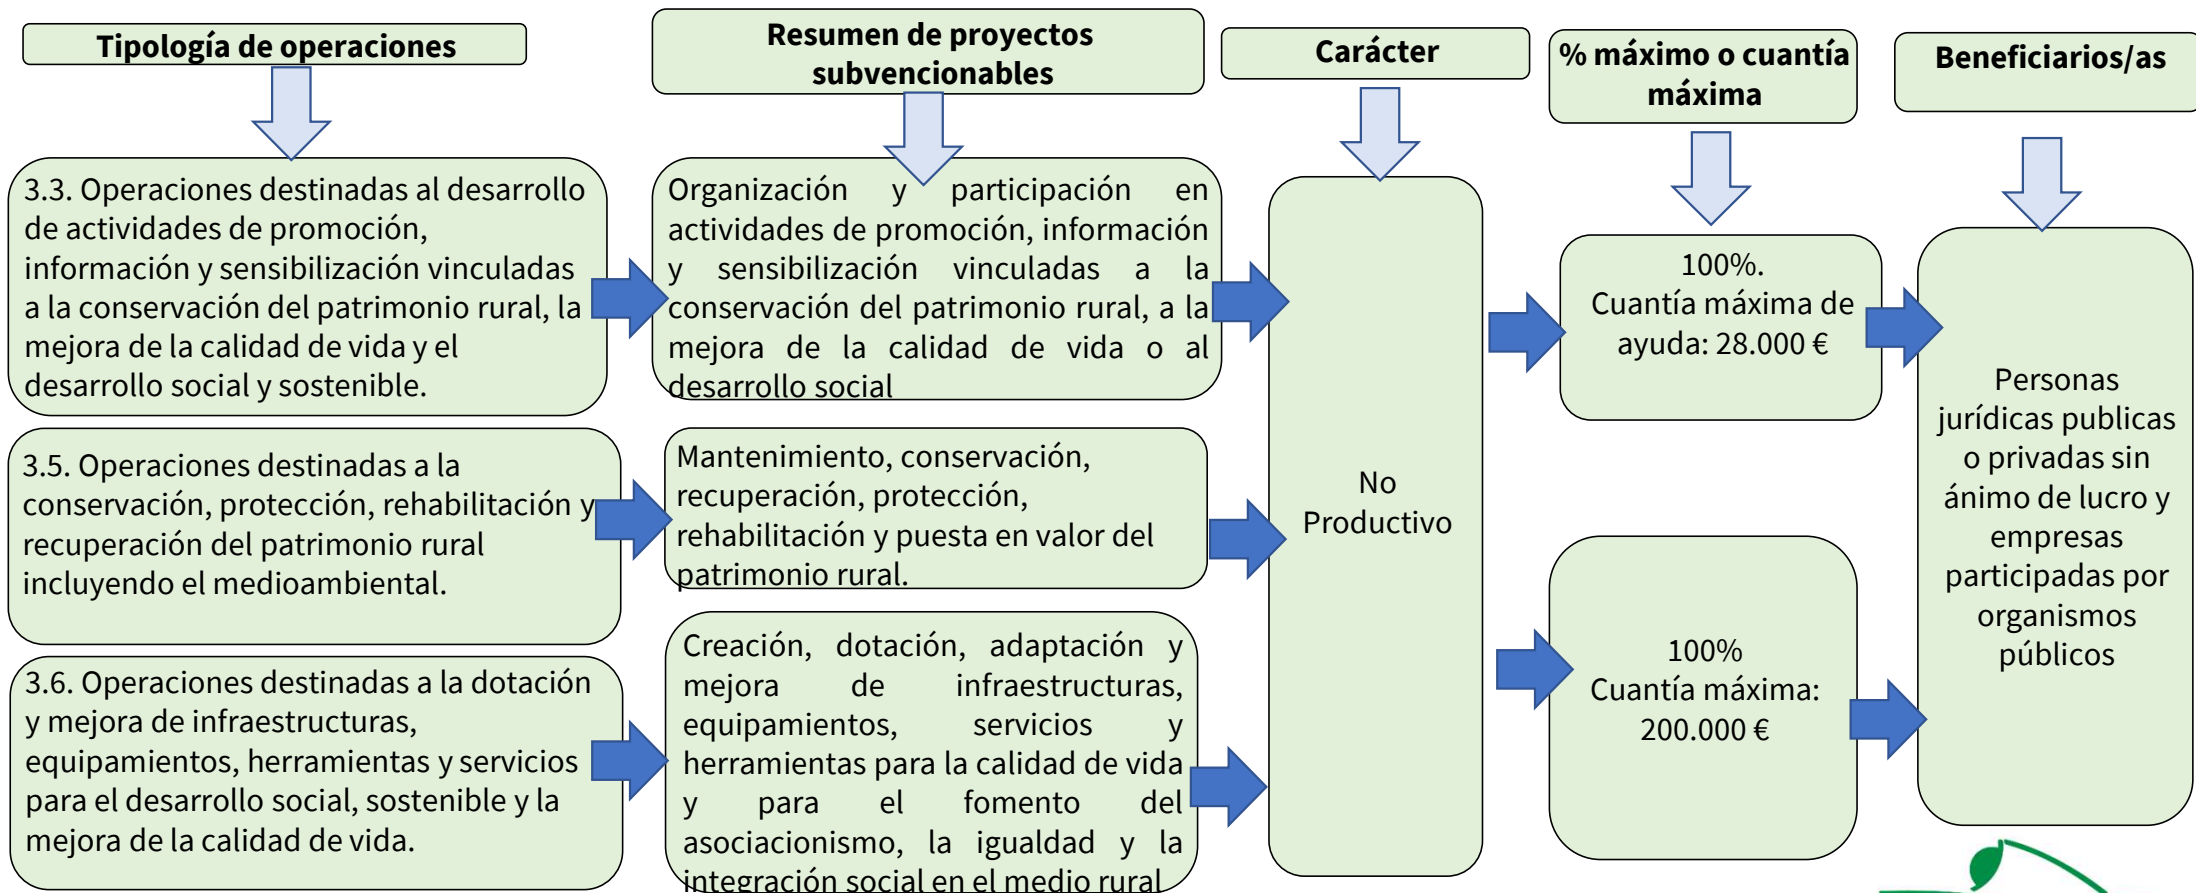 Tipología de operaciones
Resumen de proyectos
subvencionables
Carácter
% máximo o cuantía
máxima
Beneficiarios/as
3.3. Operaciones destinadas al desarrollo
de actividades de promoción,
información y sensibilización vinculadas
a la conservación del patrimonio rural, la
mejora de la calidad de vida y el
desarrollo social y sostenible.
Organización y participación en
actividades de promoción, información
y sensibilización vinculadas a la
conservación del patrimonio rural, a la
mejora de la calidad de vida o al
desarrollo social
3.5. Operaciones destinadas a la
conservación, protección, rehabilitación y
recuperación del patrimonio rural
incluyendo el medioambiental.
Mantenimiento, conservación,
recuperación, protección,
rehabilitación y puesta en valor del
patrimonio rural.
3.6. Operaciones destinadas a la dotación
y mejora de infraestructuras,
equipamientos, herramientas y servicios
para el desarrollo social, sostenible y la
mejora de la calidad de vida.
Creación, dotación, adaptación y
mejora de infraestructuras,
equipamientos, servicios y
herramientas para la calidad de vida
y para el fomento del
asociacionismo, la igualdad y la
integración social en el medio rural
No
Productivo
100%.
Cuantía máxima de
ayuda: 28.000 €
100%
Cuantía máxima:
200.000 €
Personas
jurídicas publicas
o privadas sin
ánimo de lucro y
empresas
participadas por
organismos
públicos